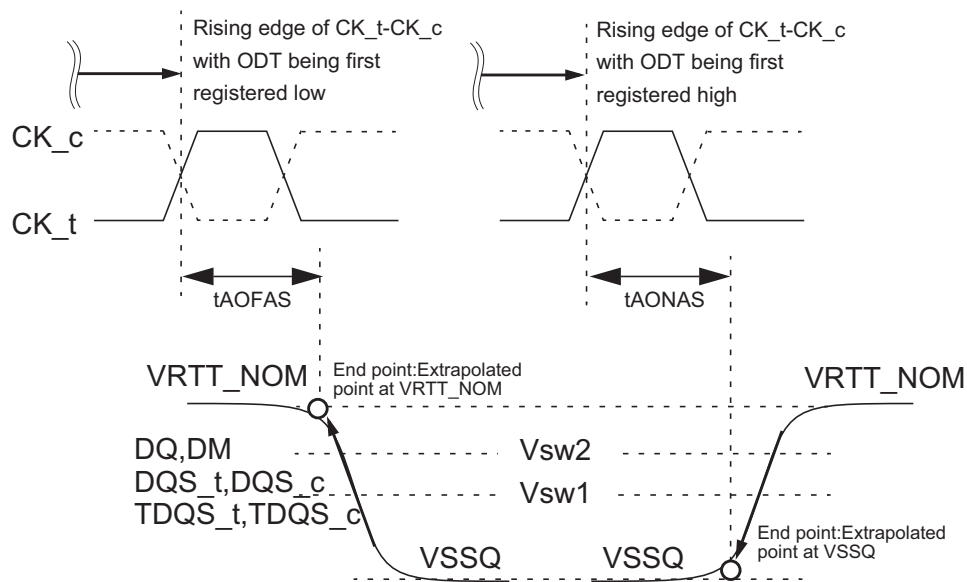 Rising edge of CK_t-CK_c
with ODT being first
registered low
Rising edge of CK_t-CK_c
with ODT being first
registered high
CK_c
CK_t
tAOFAS
tAONAS
VRTT_NOM
End point:Extrapolated
point at VRTT_NOM
VRTT_NOM
DQ,DM
DQS_t,DQS_c
TDQS_t,TDQS_c
Vsw2
Vsw1
VSSQ
VSSQ
End point:Extrapolated
point at VSSQ